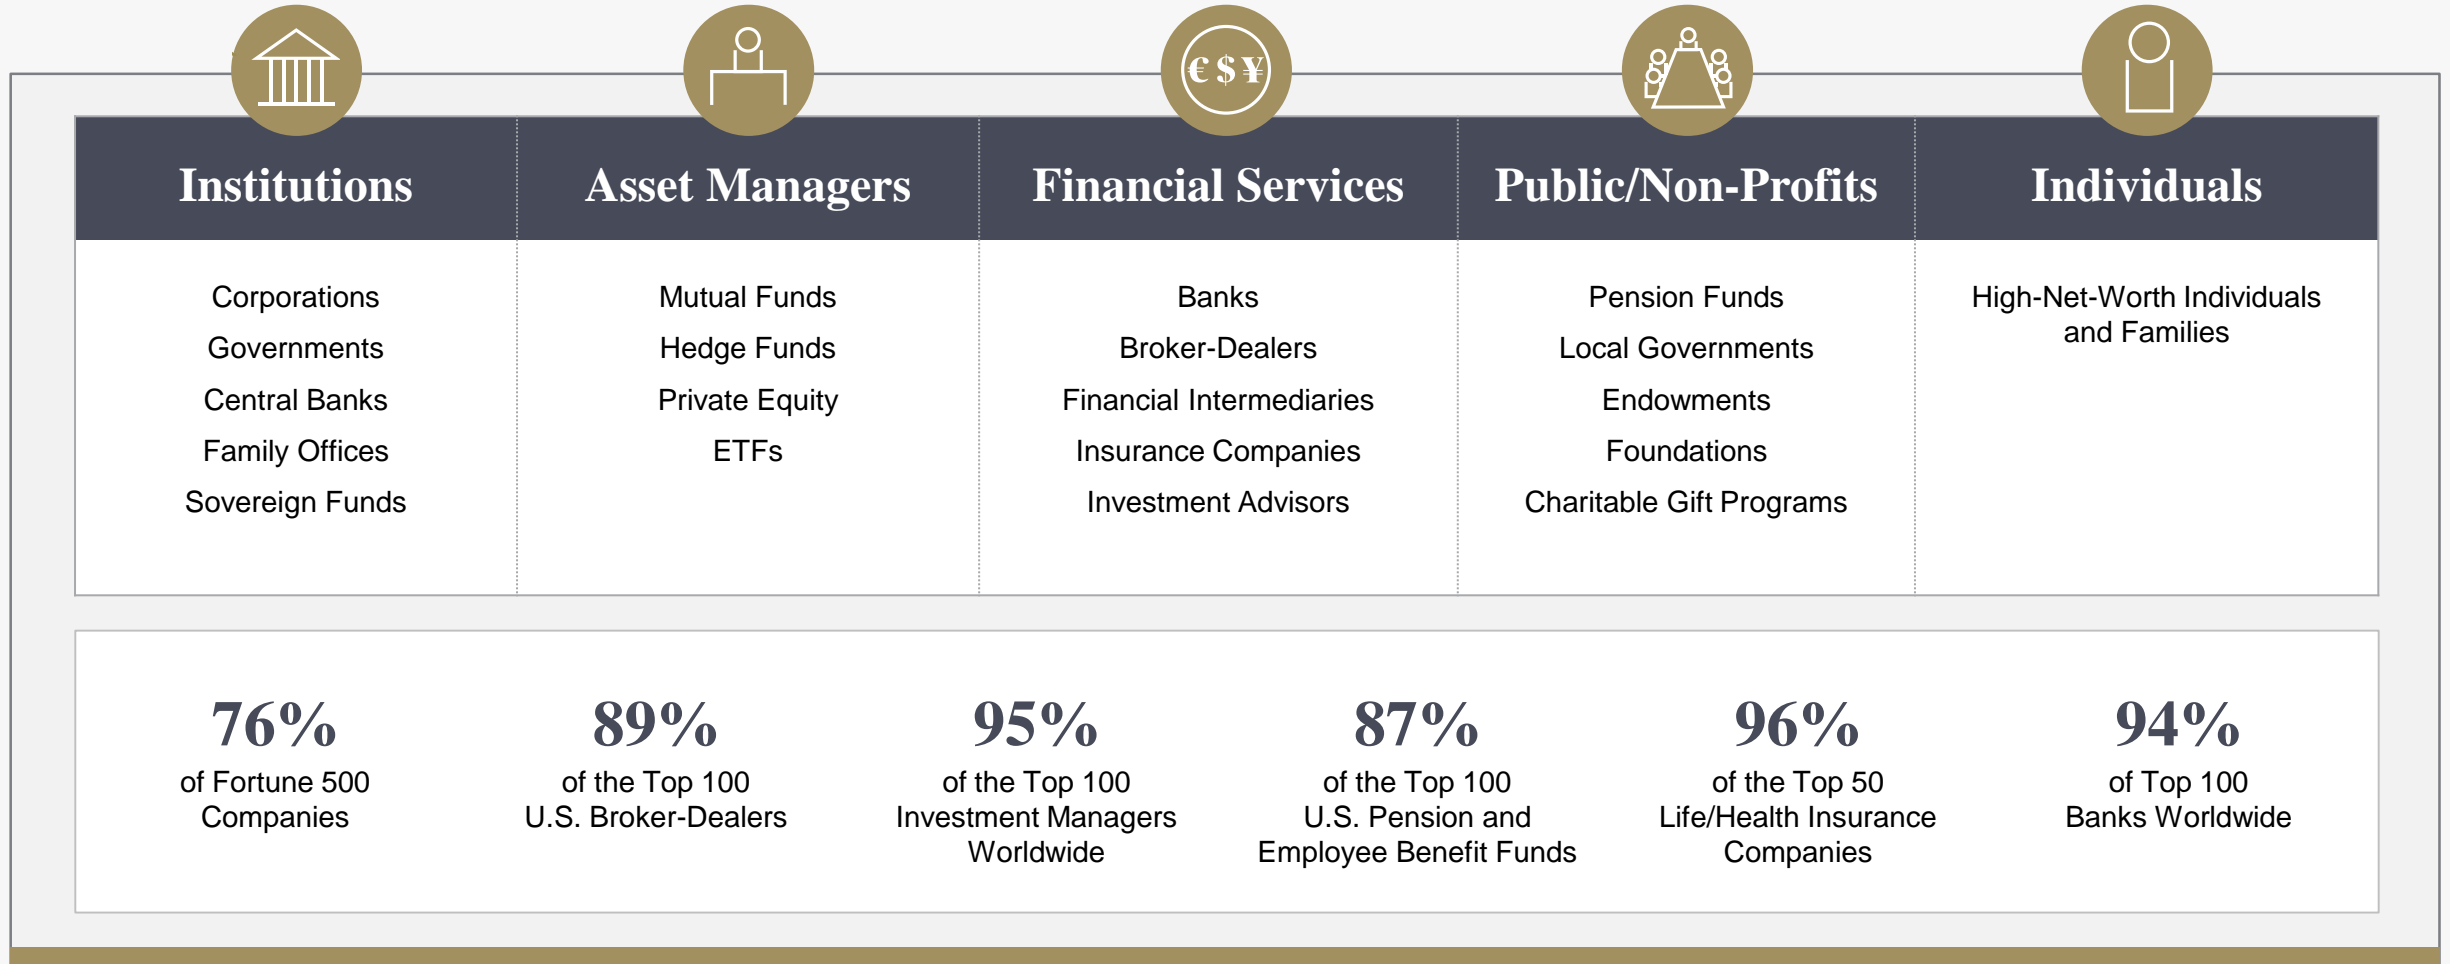 € $ ¥
Institutions
Corporations
Governments
Central Banks
Family Offices
Sovereign Funds
Asset Managers
Mutual Funds
Hedge Funds
Private Equity
ETFs
Financial Services
Banks
Broker-Dealers
Financial Intermediaries
Insurance Companies
Investment Advisors
Public/Non-Profits
Pension Funds
Local Governments
Endowments
Foundations
Charitable Gift Programs
Individuals
High-Net-Worth Individuals
and Families
76%
of Fortune 500
Companies
89%
of the Top 100
U.S. Broker-Dealers
95%
of the Top 100
Investment Managers
Worldwide
87%
of the Top 100
U.S. Pension and
Employee Benefit Funds
96%
of the Top 50
Life/Health Insurance
Companies
94%
of Top 100
Banks Worldwide